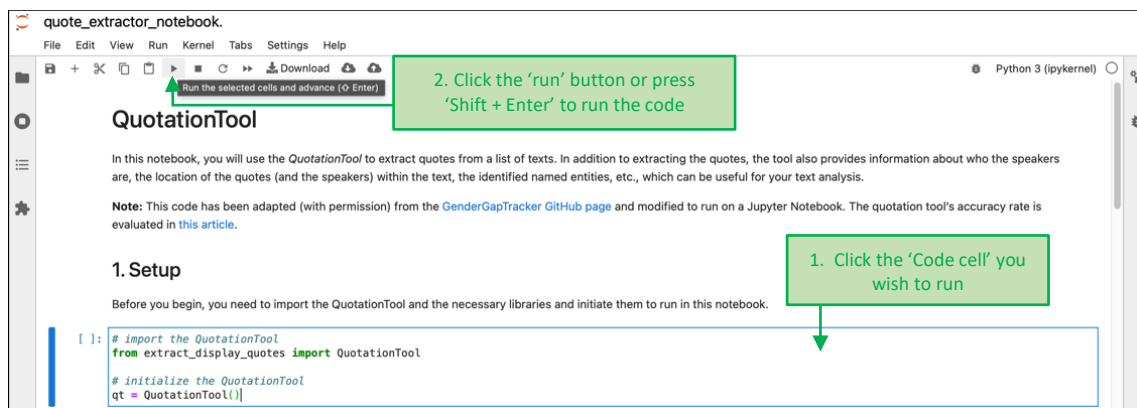 quote_extractor_notebook.
File Edit View Run Kernel Tabs Settings Help
Download
Python 3 (ipykernel)
Run the selected cells and advance (⇧ Enter)
2. Click the ‘run’ button or press
‘Shift + Enter’ to run the code
QuotationTool
In this notebook, you will use the QuotationTool to extract quotes from a list of texts. In addition to extracting the quotes, the tool also provides information about who the speakers
are, the location of the quotes (and the speakers) within the text, the identified named entities, etc., which can be useful for your text analysis.
Note: This code has been adapted (with permission) from the GenderGapTracker GitHub page and modified to run on a Jupyter Notebook. The quotation tool's accuracy rate is
evaluated in this article.
1. Click the ‘Code cell’ you
wish to run
1. Setup
Before you begin, you need to import the QuotationTool and the necessary libraries and initiate them to run in this notebook.
[ ]: # import the QuotationTool
from extract_display_quotes import QuotationTool
# initialize the QuotationTool
qt = QuotationTool()